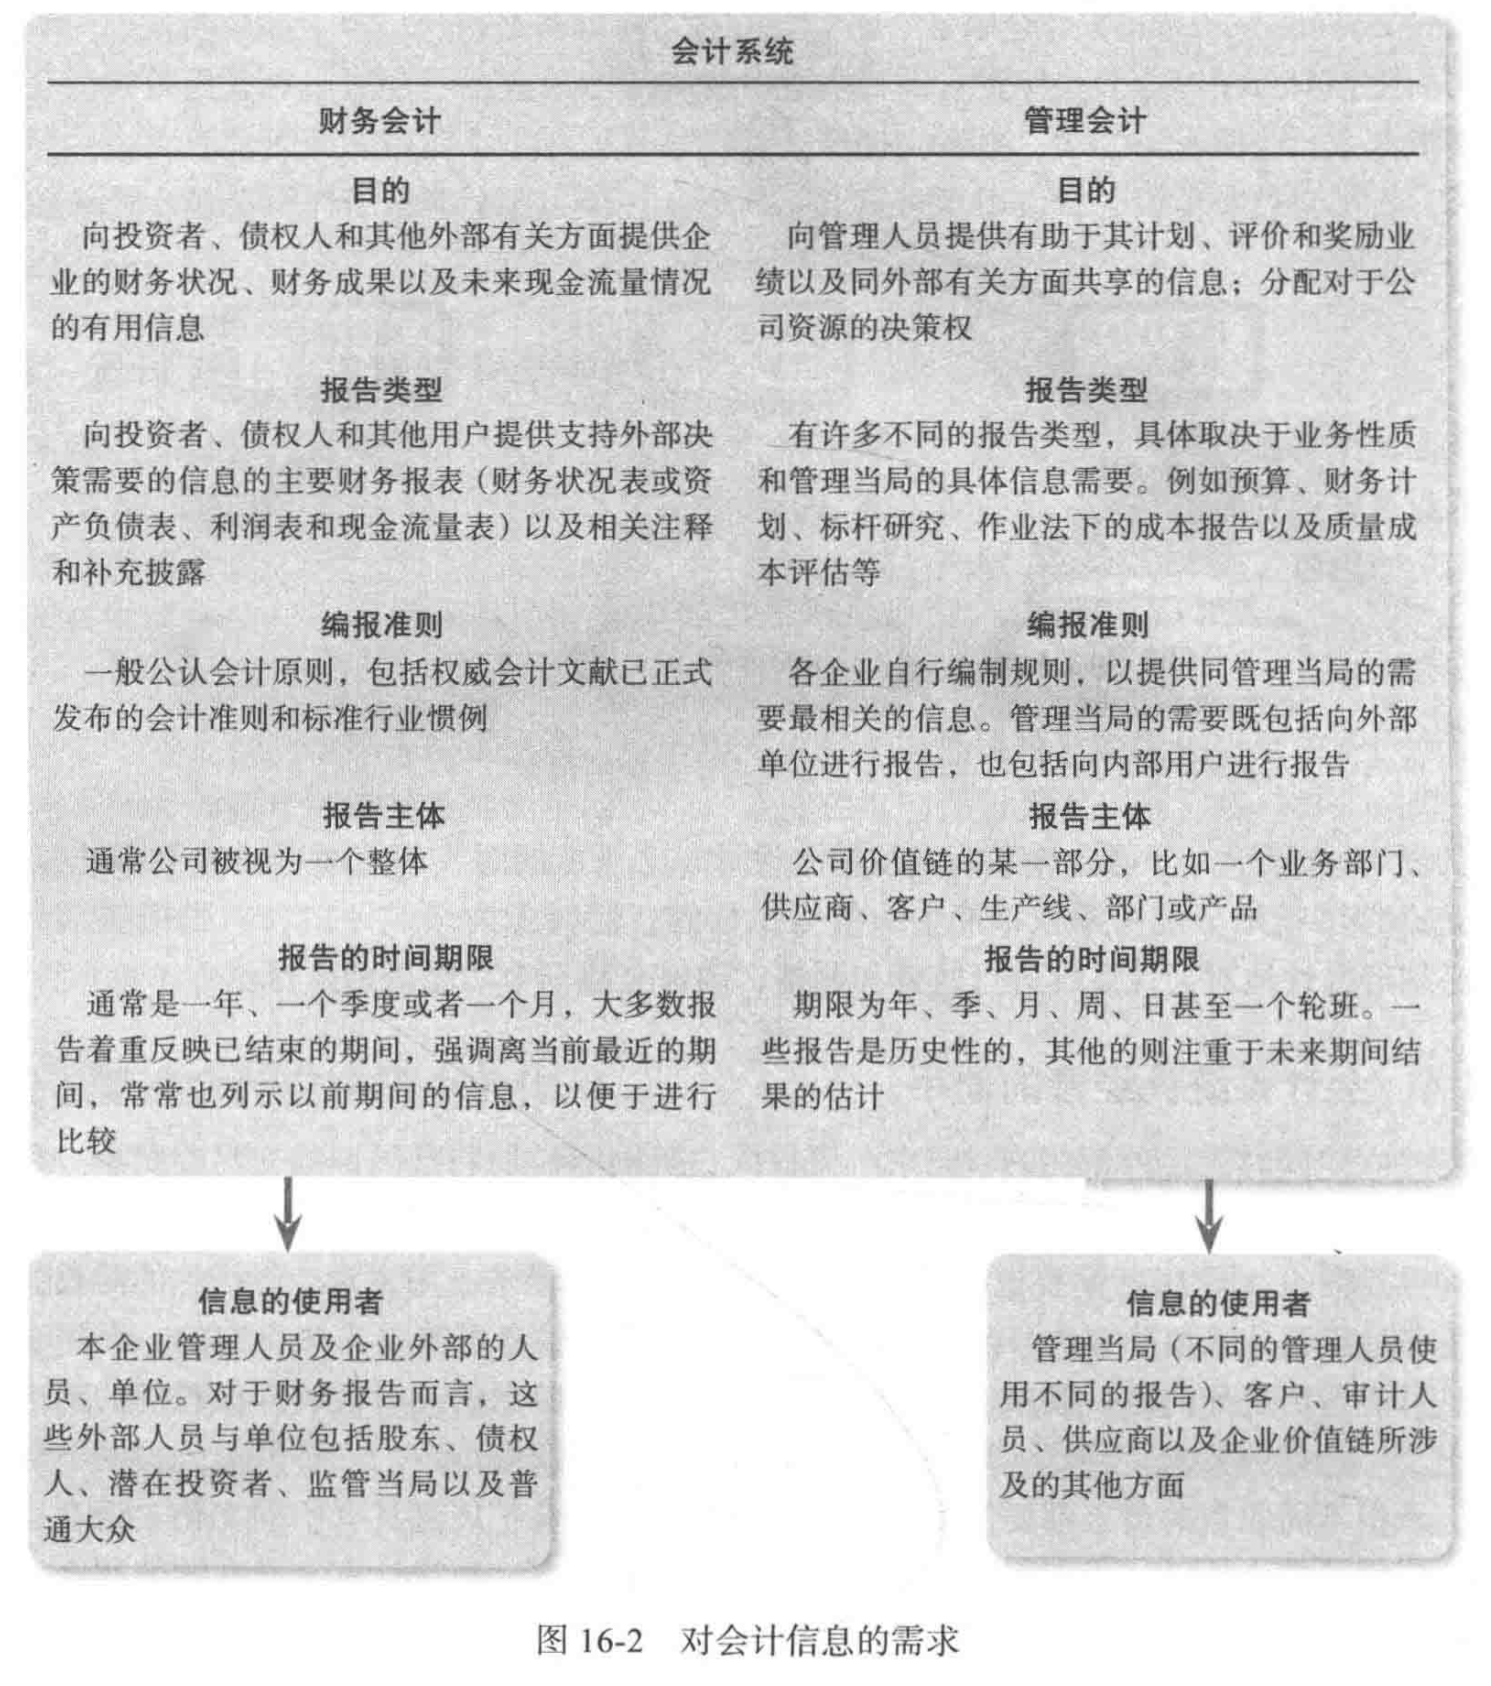 会计系统
财务会计
目的
向投资者、债权人和其他外部有关方面提供企
业的财务状况、财务成果以及未来现金流量情况
的有用信息
报告类型
向投资者、债权人和其他用户提供支持外部决
策需要的信息的主要财务报表（财务状况表或资
产负债表、利润表和现金流量表）以及相关注释
和补充披露
编报准则
一般公认会计原则，包括权威会计文献已正式
发布的会计准则和标准行业惯例
报告主体
通常公司被视为一个整体
报告的时间期限
通常是一年、一个季度或者一个月，大多数报
告着重反映已结束的期间，强调离当前最近的期
间，常常也列示以前期间的信息，以便于进行
比较
管理会计
目的
向管理人员提供有助于其计划、评价和奖励业
绩以及同外部有关方面共享的信息；分配对于公
司资源的决策权
报告类型
有许多不同的报告类型，具体取决于业务性质
和管理当局的具体信息需要。例如预算、财务计
划、标杆研究、作业法下的成本报告以及质量成
本评估等
编报准则
各企业自行编制规则，以提供同管理当局的需
要最相关的信息。管理当局的需要既包括向外部
单位进行报告，也包括向内部用户进行报告
报告主体
公司价值链的某一部分，比如一个业务部门、
供应商、客户、生产线、部门或产品
报告的时间期限
期限为年、季、月、周、日甚至一个轮班。一
些报告是历史性的，其他的则注重于未来期间结
果的估计
信息的使用者
本企业管理人员及企业外部的人
员、单位。对于财务报告而言，这
些外部人员与单位包括股东、债权
人、潜在投资者、监管当局以及普
通大众
信息的使用者
管理当局（不同的管理人员使
用不同的报告）、客户、审计人
员、供应商以及企业价值链所涉
及的其他方面
图 16-2 对会计信息的需求